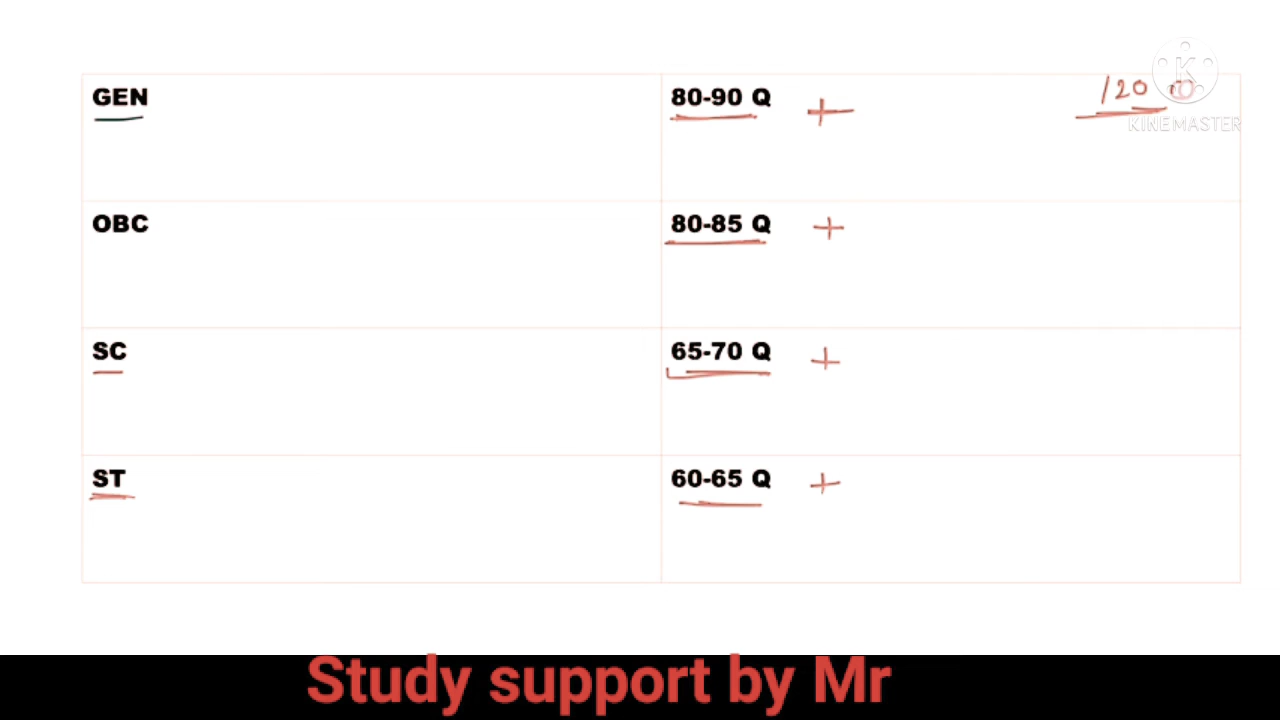 GEN
80-90 Q +
120 Q
K
KINEMASTER
OBC
80-85 Q +
SC
65-70 Q +
ST
60-65 Q +
Study support by Mr